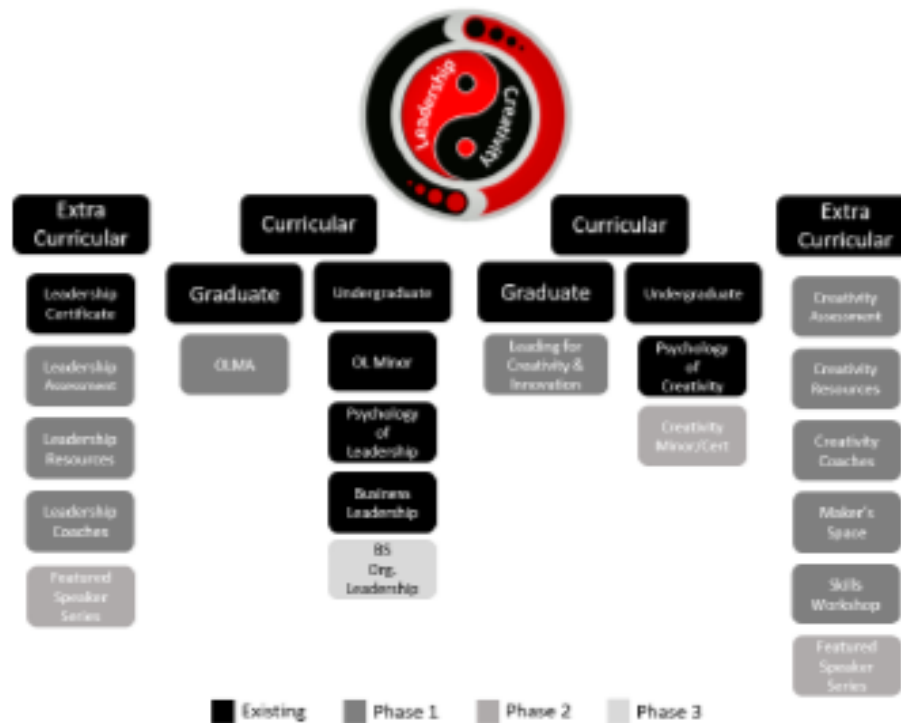 Leadership
Creativity
Extra
Curricular
Leadership
Certificate
Leadership
Assessment
Leadership
Resources
Leadership
Coaches
Featured
Speaker
Series
Curricular
Graduate
OLMA
Undergraduate
OL Minor
Psychology
of
Leadership
Business
Leadership
BS
Org.
Leadership
Curricular
Graduate
Leading for
Creativity &
Innovation
Undergraduate
Psychology
of
Creativity
Creativity
Minor/Cert
Extra
Curricular
Creativity
Assessment
Creativity
Resources
Creativity
Coaches
Maker's
Space
Skills
Workshop
Featured
Speaker
Series
Existing
Phase 1
Phase 2
Phase 3